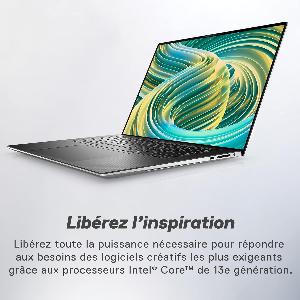 Libérez l'inspiration
Libérez toute la puissance nécessaire pour répondre
aux besoins des logiciels créatifs les plus exigeants
grâce aux processeurs Intel® Core™ de 13e génération.